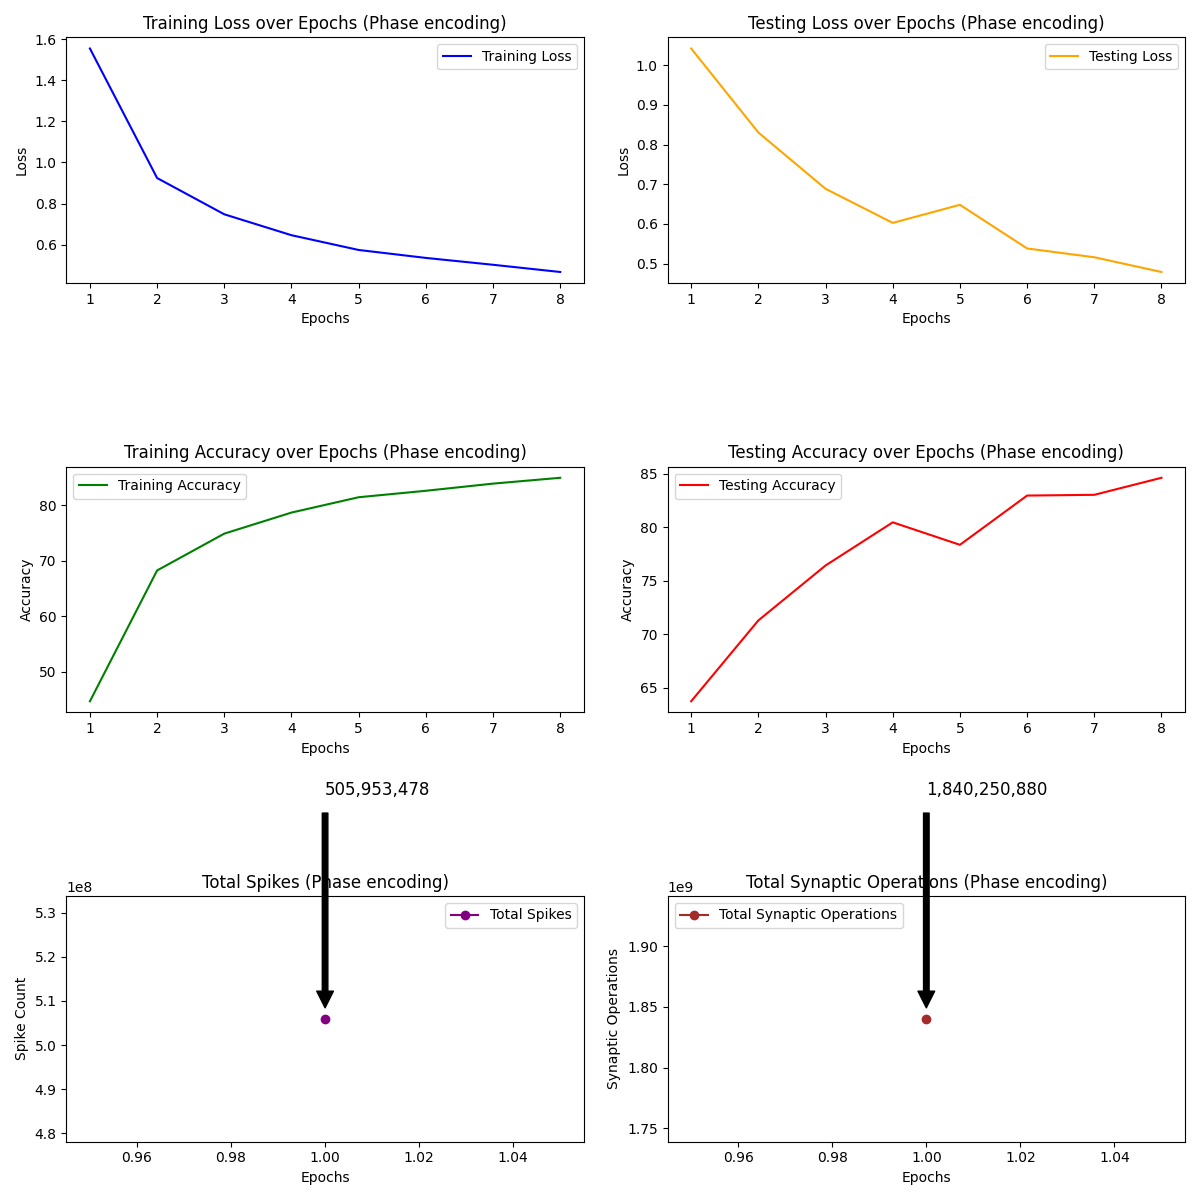 Training Loss over Epochs (Phase encoding)
1.6
1.4
1.2
1.0
0.8
0.6
Loss
Training Loss
1 2 3 4 5 6 7 8
Epochs
Testing Loss over Epochs (Phase encoding)
1.0
0.9
0.8
0.7
0.6
0.5
Loss
Testing Loss
1 2 3 4 5 6 7 8
Epochs
Training Accuracy over Epochs (Phase encoding)
80
70
60
50
Accuracy
Training Accuracy
1 2 3 4 5 6 7 8
Epochs
Testing Accuracy over Epochs (Phase encoding)
85
80
75
70
65
Accuracy
Testing Accuracy
1 2 3 4 5 6 7 8
Epochs
505,953,478
Total Spikes (Phase encoding)
1e8
5.3
5.2
5.1
5.0
4.9
4.8
Spike Count
Total Spikes
0.96 0.98 1.00 1.02 1.04
Epochs
1,840,250,880
Total Synaptic Operations (Phase encoding)
1e9
1.90
1.85
1.80
1.75
Synaptic Operations
Total Synaptic Operations
0.96 0.98 1.00 1.02 1.04
Epochs